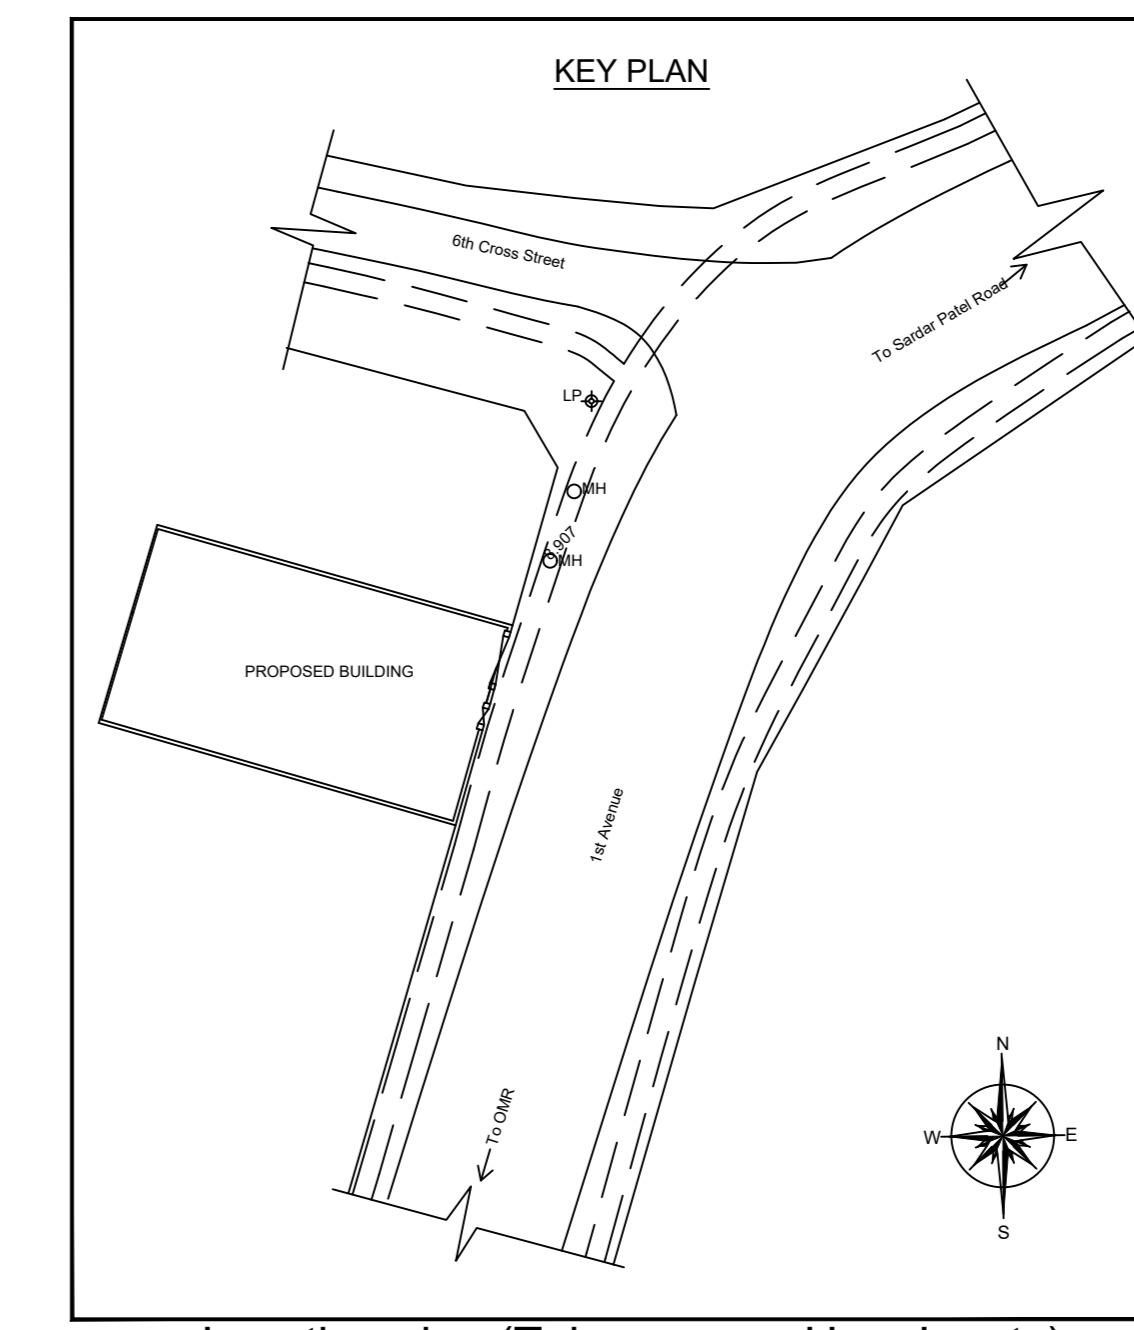 KEY PLAN
6th Cross Street
To Sardar Patel Road
LP
MH
MH
PROPOSED BUILDING
1st Avenue
To OMR
N
W
E
S